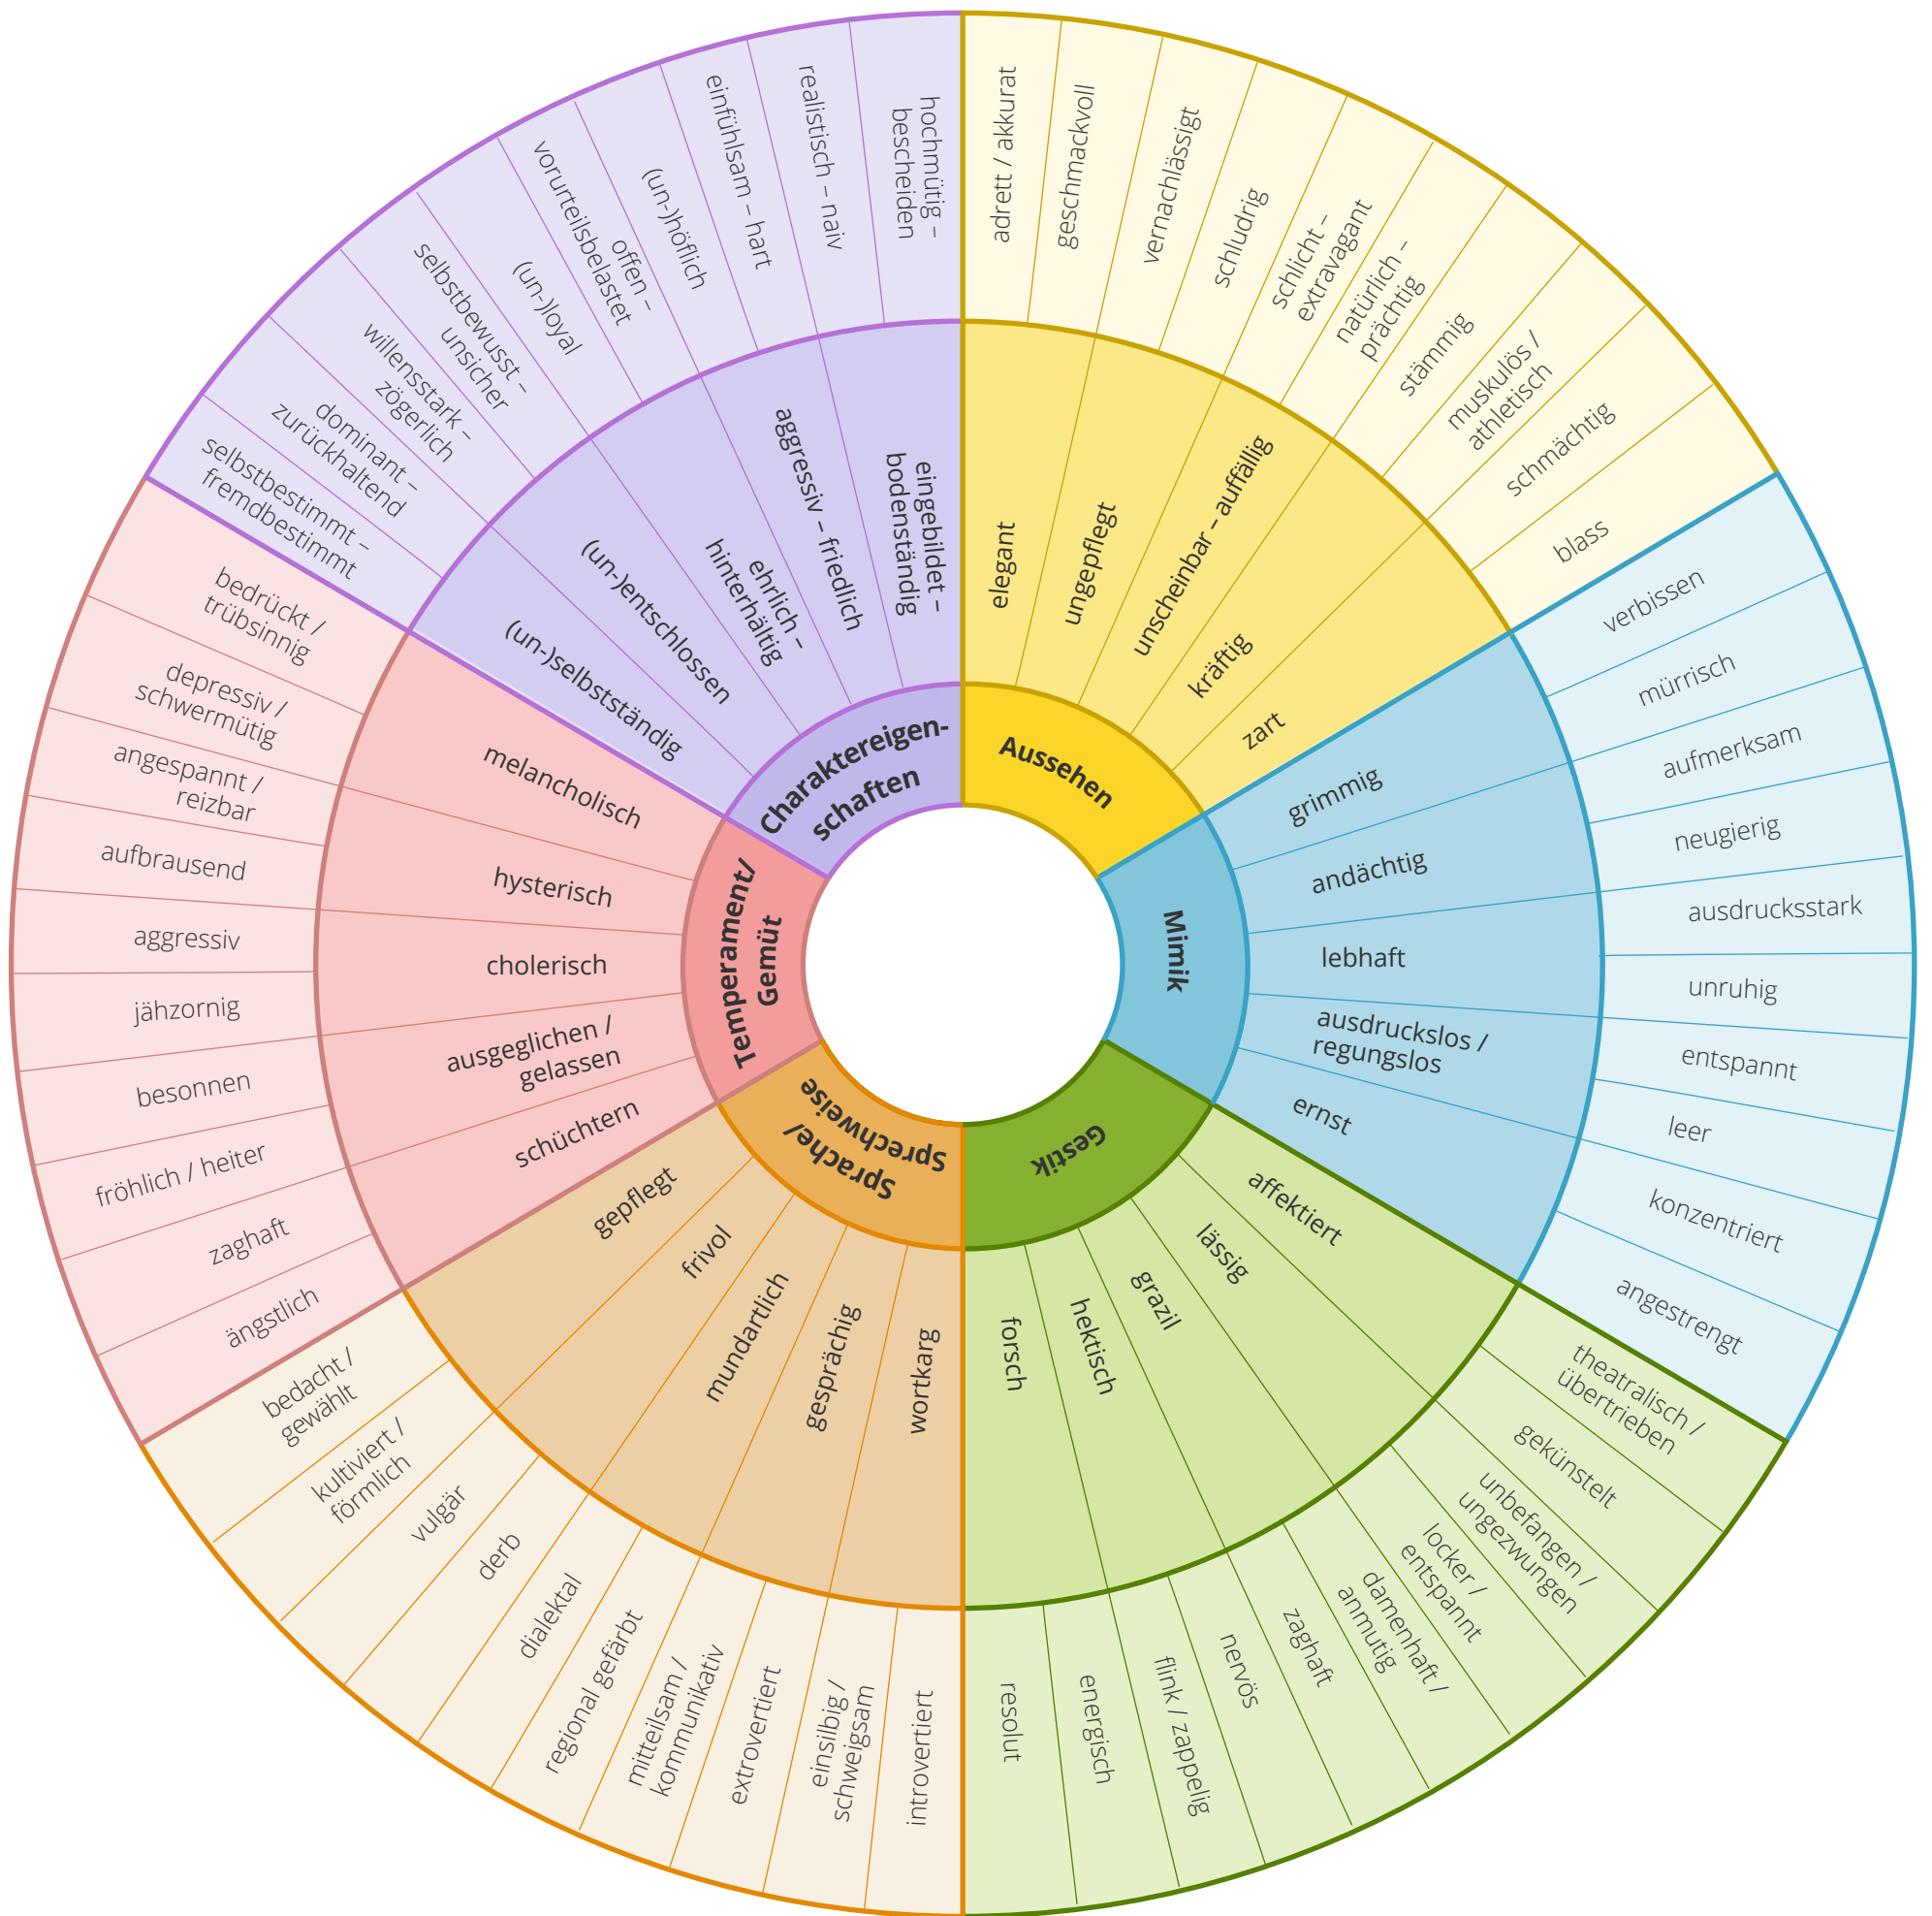 Aussehen
elegant
adrett / akkurat
geschmackvoll
ungepflegt
vernachlässigt
schludrig
unscheinbar – auffällig
schlicht –
extravagant
natürlich –
prächtig
kräftig
stämmig
muskulös /
athletisch
zart
schmächtig
blass
Mimik
grimmig
verbissen
mürrisch
andächtig
aufmerksam
neugierig
lebhaft
ausdrucksstark
unruhig
ausdruckslos /
regungslos
entspannt
leer
ernst
konzentriert
angestrengt
Gestik
affektiert
theatralisch /
übertrieben
gekünstelt
lässig
unbefangen /
ungezwungen
locker /
entspannt
grazil
damenhaft /
anmutig
zaghaft
hektisch
nervös
flink / zappelig
forsch
energisch
resolut
Sprache/
Sprechweise
wortkarg
introvertiert
einsilbig /
schweigsam
gesprächig
extrovertiert
mitteilsam /
kommunikativ
mundartlich
regional gefärbt
dialektal
frivol
derb
vulgär
gepflegt
kultiviert /
förmlich
bedacht /
gewählt
Temperament/
Gemüt
schüchtern
ängstlich
zaghaft
ausgeglichen /
gelassen
fröhlich / heiter
besonnen
cholerisch
jähzornig
aggressiv
hysterisch
aufbrausend
angespannt /
reizbar
melancholisch
depressiv /
schwermütig
bedrückt /
trübsinnig
Charaktereigen-
schaften
(un-)selbstständig
selbstbestimmt –
fremdbestimmt
dominant –
zurückhaltend
(un-)entschlossen
willensstark –
zögerlich
selbstbewusst –
unsicher
ehrlich –
hinterhältig
(un-)loyal
offen –
vorurteilsbelastet
aggressiv – friedlich
(un-)höflich
einfühlsam – hart
eingebildet –
bodenständig
realistisch – naiv
hochmütig –
bescheiden